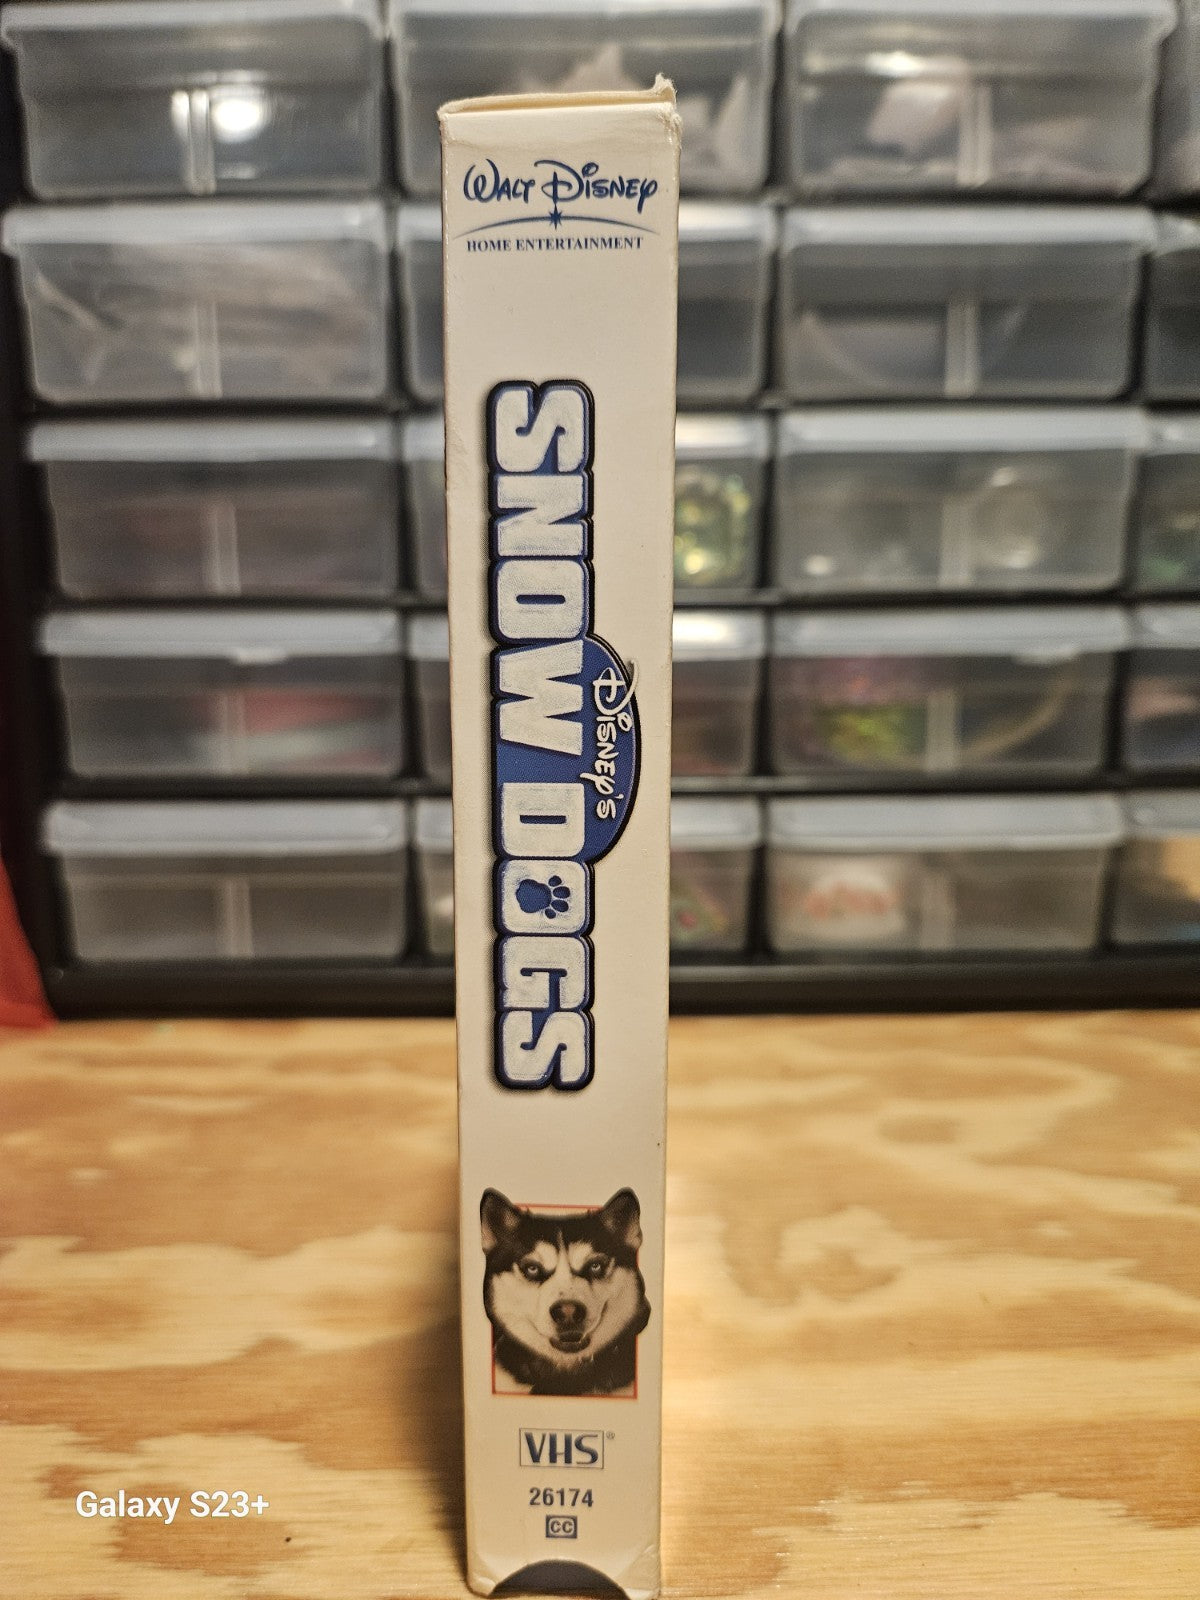 Walt Disney
HOME ENTERTAINMENT
Disney's
SNOW DOGS
VHS®
26174
CC
Galaxy S23+